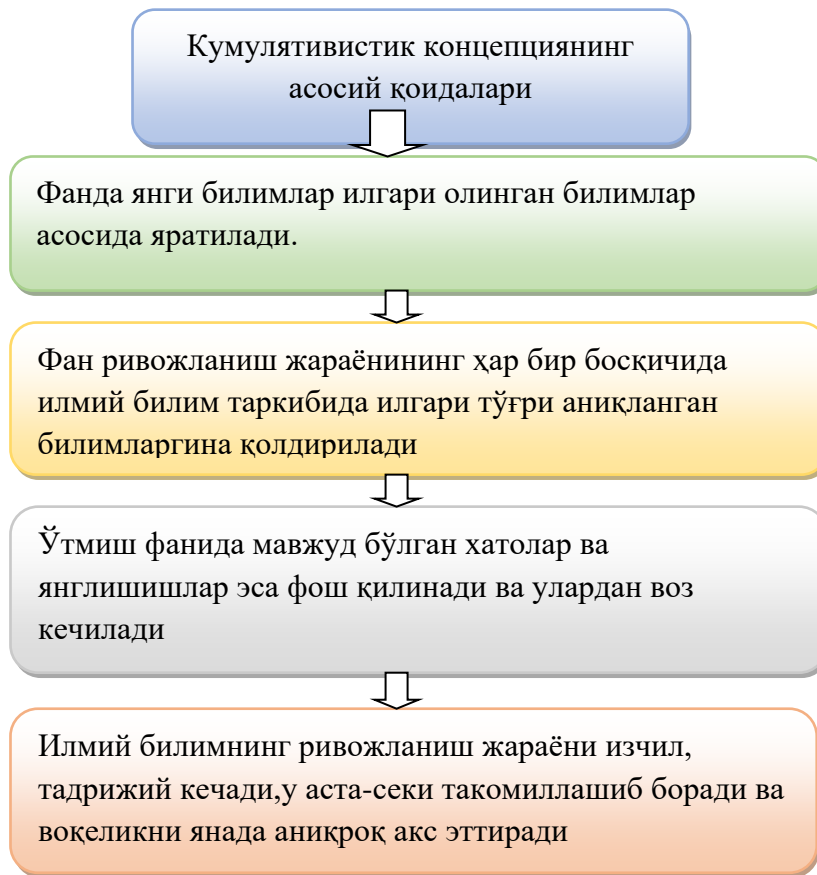 Кумулятивистик концепциянинг
асосий қоидалари
Фанда янги билимлар илгари олинган билимлар
асосида яратилади.
Фан ривожланиш жараёнининг ҳар бир босқичида
илмий билим таркибида илгари тўғри аниқланган
билимларгина қолдирилади
Ўтмиш фанида мавжуд бўлган хатолар ва
янглишишлар эса фош қилинади ва улардан воз
кечилади
Илмий билимнинг ривожланиш жараёни изчил,
тадрижий кечади,у аста-секи такомиллашиб боради ва
воқеликни янада аниқроқ акс эттиради